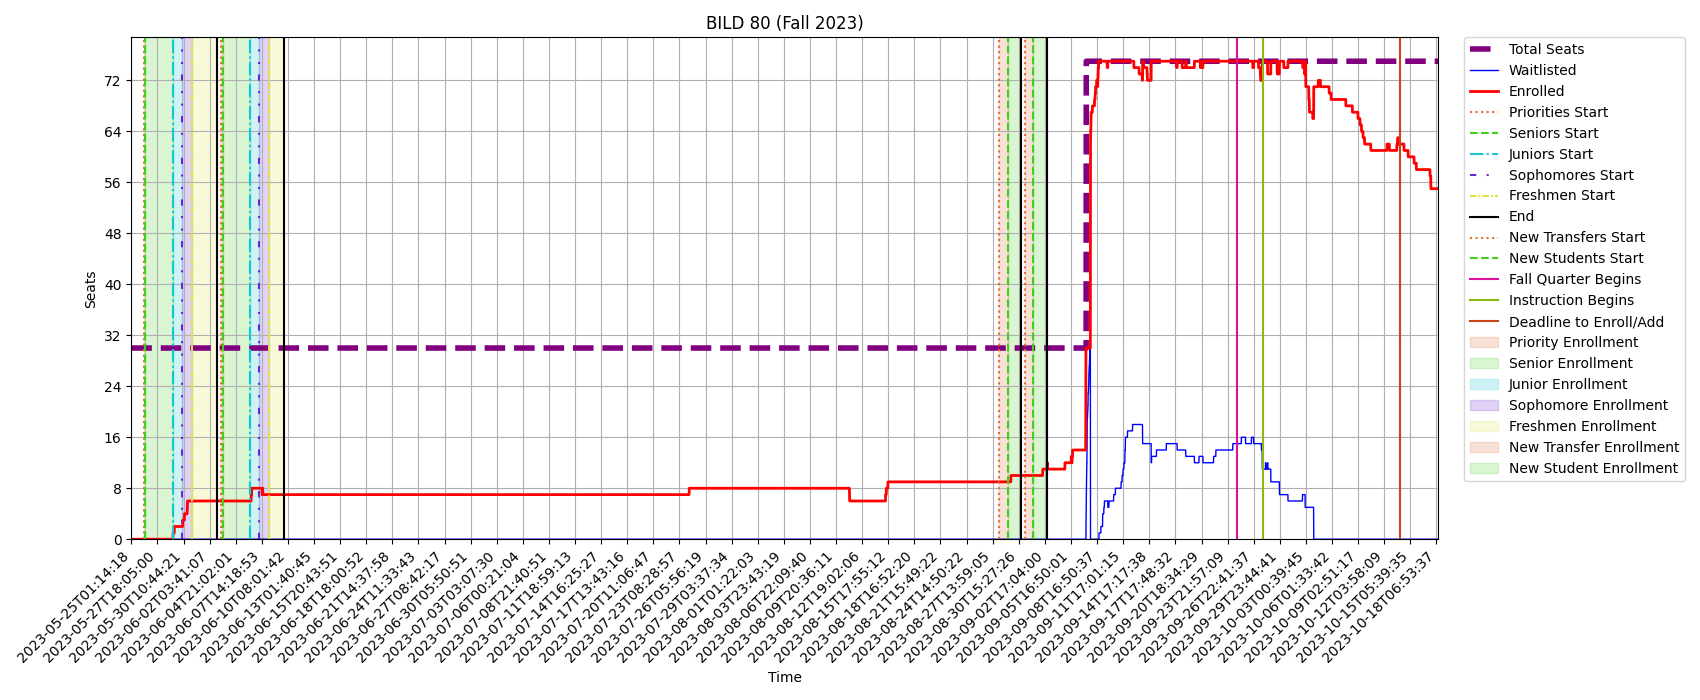 BILD 80 (Fall 2023)
Seats
72
64
56
48
40
32
24
16
8
0
2023-05-25T01:14:18
2023-05-27T18:05:00
2023-05-30T10:44:21
2023-06-02T03:41:07
2023-06-04T21:02:01
2023-06-07T14:18:53
2023-06-10T08:01:42
2023-06-13T01:40:45
2023-06-15T20:43:51
2023-06-18T18:00:52
2023-06-21T14:37:58
2023-06-24T11:33:43
2023-06-27T08:42:17
2023-06-30T05:50:51
2023-07-03T03:07:30
2023-07-06T00:21:04
2023-07-08T21:40:51
2023-07-11T18:59:13
2023-07-14T16:25:27
2023-07-17T13:43:16
2023-07-20T11:06:47
2023-07-23T08:28:57
2023-07-26T05:56:19
2023-07-29T03:37:34
2023-08-01T01:22:03
2023-08-03T23:43:19
2023-08-06T22:09:40
2023-08-09T20:36:11
2023-08-12T19:02:06
2023-08-15T17:55:12
2023-08-18T16:52:20
2023-08-21T15:49:22
2023-08-24T14:50:22
2023-08-27T13:59:05
2023-08-30T15:27:26
2023-09-02T17:04:00
2023-09-05T16:50:01
2023-09-08T16:50:37
2023-09-11T17:01:15
2023-09-14T17:17:38
2023-09-17T17:48:32
2023-09-20T18:34:29
2023-09-23T21:57:09
2023-09-26T22:41:37
2023-09-29T23:44:41
2023-10-03T00:39:45
2023-10-06T01:33:42
2023-10-09T02:51:17
2023-10-12T03:58:09
2023-10-15T05:39:35
2023-10-18T06:53:37
Time
Total Seats
Waitlisted
Enrolled
Priorities Start
Seniors Start
Juniors Start
Sophomores Start
Freshmen Start
End
New Transfers Start
New Students Start
Fall Quarter Begins
Instruction Begins
Deadline to Enroll/Add
Priority Enrollment
Senior Enrollment
Junior Enrollment
Sophomore Enrollment
Freshmen Enrollment
New Transfer Enrollment
New Student Enrollment